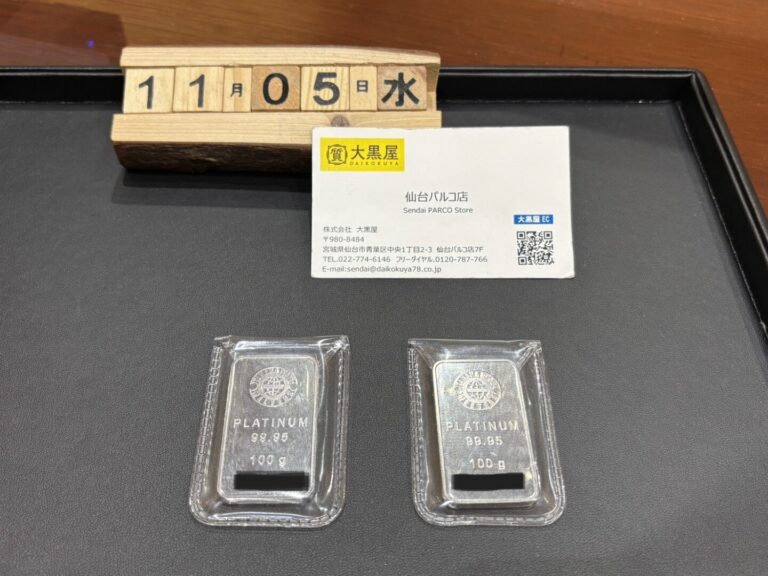 11月05日水
質 大黒屋
DAIKOKUYA
仙台パルコ店
Sendai PARCO Store
大黒屋 EC
株式会社 大黒屋
〒980-8484
宮城県仙台市青葉区中央1丁目2-3 仙台パルコ店7F
TEL.022-774-6146 フリーダイヤル.0120-787-766
E-mail:sendai@daikokuya78.co.jp
PLATINUM
99.95
100 g
PLATINUM
99.95
100 g